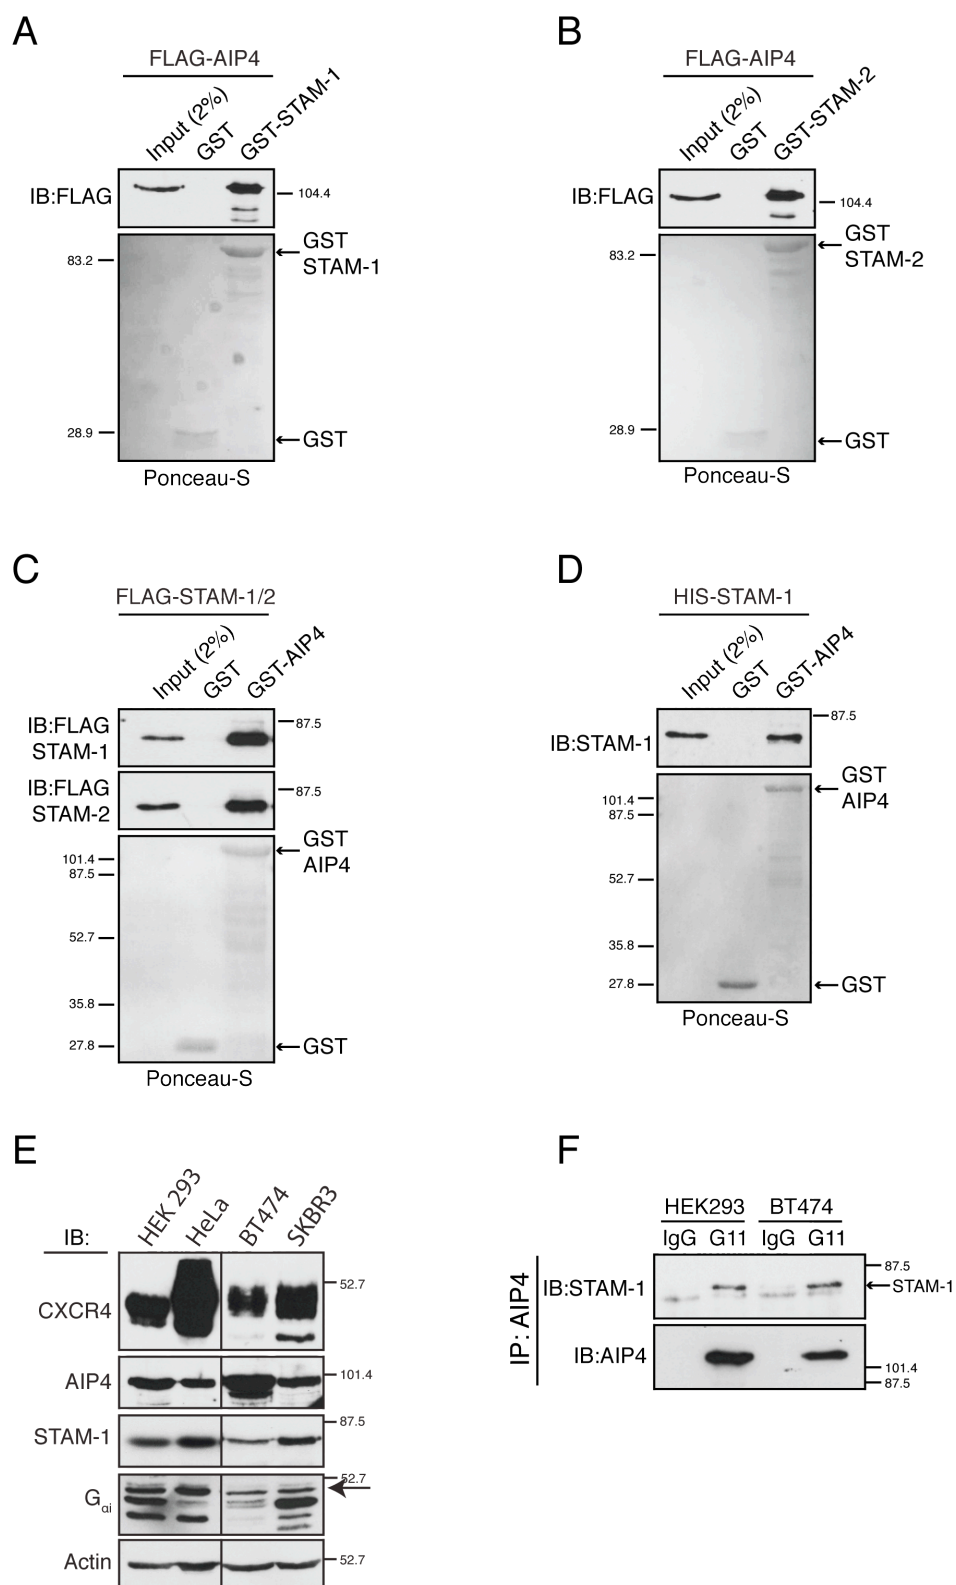 A
FLAG-AIP4
Input (2%)
GST
GST-STAM-1
IB:FLAG
104.4
GST
STAM-1
83.2
28.9
GST
Ponceau-S
B
FLAG-AIP4
Input (2%)
GST
GST-STAM-2
IB:FLAG
104.4
GST
STAM-2
83.2
28.9
GST
Ponceau-S
C
FLAG-STAM-1/2
Input (2%)
GST
GST-AIP4
IB:FLAG
STAM-1
87.5
IB:FLAG
STAM-2
87.5
GST
AIP4
101.4
87.5
52.7
35.8
27.8
GST
Ponceau-S
D
HIS-STAM-1
Input (2%)
GST
GST-AIP4
87.5
IB:STAM-1
GST
AIP4
101.4
87.5
52.7
35.8
27.8
GST
Ponceau-S
E
IB:
HEK 293
HeLa
BT474
SKBR3
CXCR4
52.7
AIP4
101.4
STAM-1
87.5
Gαi
52.7
Actin
52.7
F
HEK293
BT474
IgG
G11
IgG
G11
IP: AIP4
IB:STAM-1
87.5
STAM-1
IB:AIP4
101.4
87.5